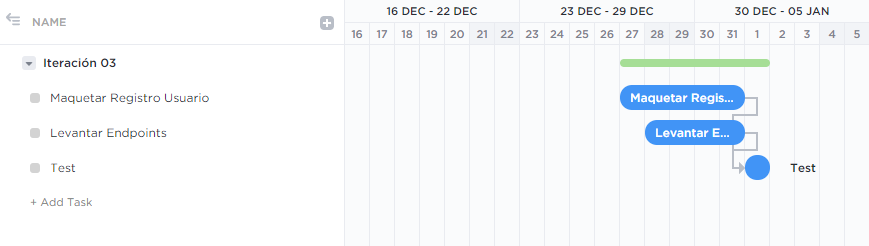 NAME
16 DEC - 22 DEC 23 DEC - 29 DEC 30 DEC - 05 JAN
16 17 18 19 20 21 22 23 24 25 26 27 28 29 30 31 1 2 3 4 5
Iteración 03
Maquetar Registro Usuario Maquetar Regis...
Levantar Endpoints Levantar E...
Test Test
+ Add Task